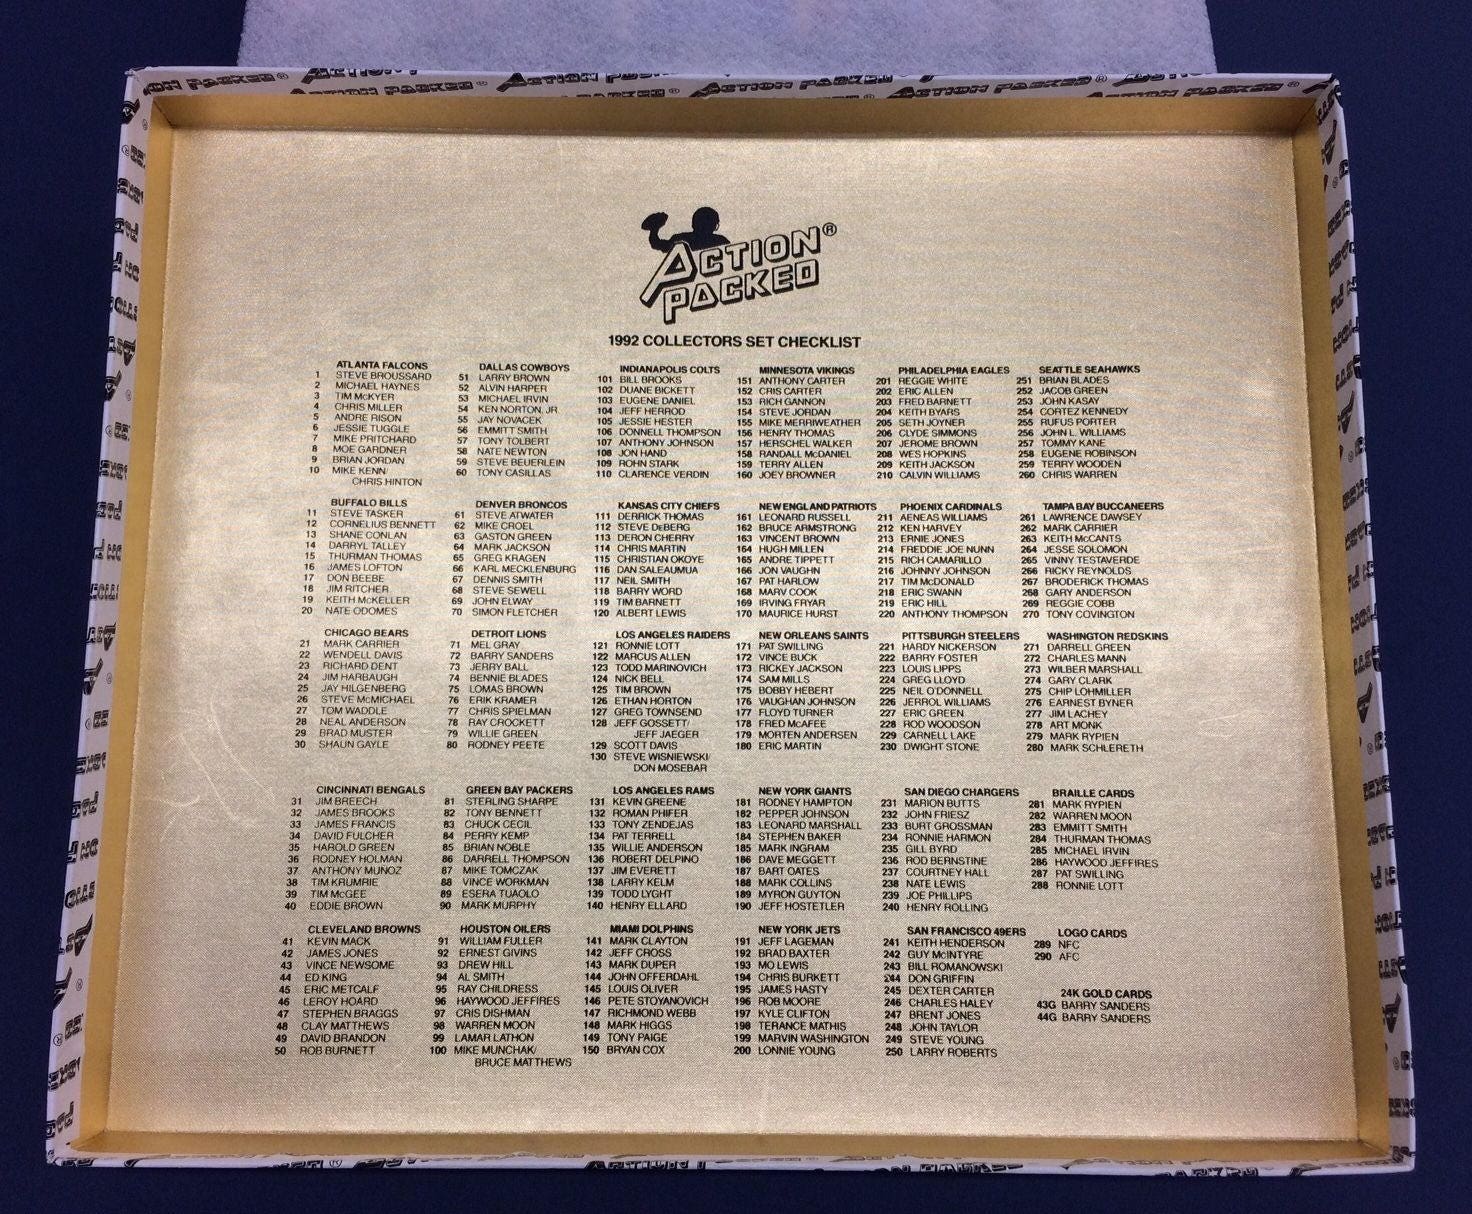 ACTION PACKED®
1992 COLLECTORS SET CHECKLIST
ATLANTA FALCONS
1 STEVE BROUSSARD
2 MICHAEL HAYNES
3 TIM McKYER
4 CHRIS MILLER
5 ANDRE RISON
6 JESSIE TUGGLE
7 MIKE PRITCHARD
8 MOE GARDNER
9 BRIAN JORDAN
10 MIKE KENN
CHRIS HINTON
BUFFALO BILLS
11 STEVE TASKER
12 CORNELIUS BENNETT
13 SHANE CONLAN
14 DARRYL TALLEY
15 THURMAN THOMAS
16 JAMES LOFTON
17 DON BEEBE
18 JIM RITCHER
19 KEITH McKELLER
20 NATE ODOMES
CHICAGO BEARS
21 MARK CARRIER
22 WENDELL DAVIS
23 RICHARD DENT
24 JIM HARBAUGH
25 JAY HILGENBERG
26 STEVE McMICHAEL
27 TOM WADDLE
28 NEAL ANDERSON
29 BRAD MUSTER
30 SHAUN GAYLE
CINCINNATI BENGALS
31 JIM BREECH
32 JAMES BROOKS
33 JAMES FRANCIS
34 DAVID FULCHER
35 HAROLD GREEN
36 RODNEY HOLMAN
37 ANTHONY MUNOZ
38 TIM KRUMRIE
39 TIM McGEE
40 EDDIE BROWN
CLEVELAND BROWNS
41 KEVIN MACK
42 JAMES JONES
43 VINCE NEWSOME
44 ED KING
45 ERIC METCALF
46 LEROY HOARD
47 STEPHEN BRAGGS
48 CLAY MATTHEWS
49 DAVID BRANDON
50 ROB BURNETT
DALLAS COWBOYS
51 LARRY BROWN
52 ALVIN HARPER
53 MICHAEL IRVIN
54 KEN NORTON, JR.
55 JAY NOVACEK
56 EMMITT SMITH
57 TONY TOLBERT
58 NATE NEWTON
59 STEVE BEUERLEIN
60 TONY CASILLAS
DENVER BRONCOS
61 STEVE ATWATER
62 MIKE CROEL
63 GASTON GREEN
64 MARK JACKSON
65 GREG KRAGEN
66 KARL MECKLENBURG
67 DENNIS SMITH
68 STEVE SEWELL
69 JOHN ELWAY
70 SIMON FLETCHER
DETROIT LIONS
71 MEL GRAY
72 BARRY SANDERS
73 JERRY BALL
74 BENNIE BLADES
75 LOMAS BROWN
76 ERIK KRAMER
77 CHRIS SPIELMAN
78 RAY CROCKETT
79 WILLIE GREEN
80 RODNEY PEETE
GREEN BAY PACKERS
81 STERLING SHARPE
82 TONY BENNETT
83 CHUCK CECIL
84 PERRY KEMP
85 BRIAN NOBLE
86 DARRELL THOMPSON
87 MIKE TOMCZAK
88 VINCE WORKMAN
89 ESERA TUAOLO
90 MARK MURPHY
HOUSTON OILERS
91 WILLIAM FULLER
92 ERNEST GIVINS
93 DREW HILL
94 AL SMITH
95 RAY CHILDRESS
96 HAYWOOD JEFFIRES
97 CRIS DISHMAN
98 WARREN MOON
99 LAMAR LATHON
100 MIKE MUNCHAK/
BRUCE MATTHEWS
INDIANAPOLIS COLTS
101 BILL BROOKS
102 DUANE BICKETT
103 EUGENE DANIEL
104 JEFF HERROD
105 JESSIE HESTER
106 DONNELL THOMPSON
107 ANTHONY JOHNSON
108 JON HAND
109 ROHN STARK
110 CLARENCE VERDIN
KANSAS CITY CHIEFS
111 DERRICK THOMAS
112 STEVE DeBERG
113 DERON CHERRY
114 CHRIS MARTIN
115 CHRISTIAN OKOYE
116 DAN SALEAUMUA
117 NEIL SMITH
118 BARRY WORD
119 TIM BARNETT
120 ALBERT LEWIS
LOS ANGELES RAIDERS
121 RONNIE LOTT
122 MARCUS ALLEN
123 TODD MARINOVICH
124 NICK BELL
125 TIM BROWN
126 ETHAN HORTON
127 GREG TOWNSEND
128 JEFF GOSSETT/
JEFF JAEGER
129 SCOTT DAVIS
130 STEVE WISNIEWSKI/
DON MOSEBAR
LOS ANGELES RAMS
131 KEVIN GREENE
132 ROMAN PHIFER
133 TONY ZENDEJAS
134 PAT TERRELL
135 WILLIE ANDERSON
136 ROBERT DELPINO
137 JIM EVERETT
138 LARRY KELM
139 TODD LYGHT
140 HENRY ELLARD
MIAMI DOLPHINS
141 MARK CLAYTON
142 JEFF CROSS
143 MARK DUPER
144 JOHN OFFERDAHL
145 LOUIS OLIVER
146 PETE STOYANOVICH
147 RICHMOND WEBB
148 MARK HIGGS
149 TONY PAIGE
150 BRYAN COX
MINNESOTA VIKINGS
151 ANTHONY CARTER
152 CRIS CARTER
153 RICH GANNON
154 STEVE JORDAN
155 MIKE MERRIWEATHER
156 HENRY THOMAS
157 HERSCHEL WALKER
158 RANDALL McDANIEL
159 TERRY ALLEN
160 JOEY BROWNER
NEW ENGLAND PATRIOTS
161 LEONARD RUSSELL
162 BRUCE ARMSTRONG
163 VINCENT BROWN
164 HUGH MILLEN
165 ANDRE TIPPETT
166 JON VAUGHN
167 PAT HARLOW
168 MARV COOK
169 IRVING FRYAR
170 MAURICE HURST
NEW ORLEANS SAINTS
171 PAT SWILLING
172 VINCE BUCK
173 RICKEY JACKSON
174 SAM MILLS
175 BOBBY HEBERT
176 VAUGHAN JOHNSON
177 FLOYD TURNER
178 FRED McAFEE
179 MORTEN ANDERSEN
180 ERIC MARTIN
NEW YORK GIANTS
181 RODNEY HAMPTON
182 PEPPER JOHNSON
183 LEONARD MARSHALL
184 STEPHEN BAKER
185 MARK INGRAM
186 DAVE MEGGETT
187 BART OATES
188 MARK COLLINS
189 MYRON GUYTON
190 JEFF HOSTETLER
NEW YORK JETS
191 JEFF LAGEMAN
192 BRAD BAXTER
193 MO LEWIS
194 CHRIS BURKETT
195 JAMES HASTY
196 ROB MOORE
197 KYLE CLIFTON
198 TERANCE MATHIS
199 MARVIN WASHINGTON
200 LONNIE YOUNG
PHILADELPHIA EAGLES
201 REGGIE WHITE
202 ERIC ALLEN
203 FRED BARNETT
204 KEITH BYARS
205 SETH JOYNER
206 CLYDE SIMMONS
207 JEROME BROWN
208 WES HOPKINS
209 KEITH JACKSON
210 CALVIN WILLIAMS
PHOENIX CARDINALS
211 AENEAS WILLIAMS
212 KEN HARVEY
213 ERNIE JONES
214 FREDDIE JOE NUNN
215 RICH CAMARILLO
216 JOHNNY JOHNSON
217 TIM McDONALD
218 ERIC SWANN
219 ERIC HILL
220 ANTHONY THOMPSON
PITTSBURGH STEELERS
221 HARDY NICKERSON
222 BARRY FOSTER
223 LOUIS LIPPS
224 GREG LLOYD
225 NEIL O'DONNELL
226 JERROL WILLIAMS
227 ERIC GREEN
228 ROD WOODSON
229 CARNELL LAKE
230 DWIGHT STONE
SAN DIEGO CHARGERS
231 MARION BUTTS
232 JOHN FRIESZ
233 BURT GROSSMAN
234 RONNIE HARMON
235 GILL BYRD
236 ROD BERNSTINE
237 COURTNEY HALL
238 NATE LEWIS
239 JOE PHILLIPS
240 HENRY ROLLING
SAN FRANCISCO 49ERS
241 KEITH HENDERSON
242 GUY McINTYRE
243 BILL ROMANOWSKI
244 DON GRIFFIN
245 DEXTER CARTER
246 CHARLES HALEY
247 BRENT JONES
248 JOHN TAYLOR
249 STEVE YOUNG
250 LARRY ROBERTS
SEATTLE SEAHAWKS
251 BRIAN BLADES
252 JACOB GREEN
253 JOHN KASAY
254 CORTEZ KENNEDY
255 RUFUS PORTER
256 JOHN L. WILLIAMS
257 TOMMY KANE
258 EUGENE ROBINSON
259 TERRY WOODEN
260 CHRIS WARREN
TAMPA BAY BUCCANEERS
261 LAWRENCE DAWSEY
262 MARK CARRIER
263 KEITH McCANTS
264 JESSE SOLOMON
265 VINNY TESTAVERDE
266 RICKY REYNOLDS
267 BRODERICK THOMAS
268 GARY ANDERSON
269 REGGIE COBB
270 TONY COVINGTON
WASHINGTON REDSKINS
271 DARRELL GREEN
272 CHARLES MANN
273 WILBER MARSHALL
274 GARY CLARK
275 CHIP LOHMILLER
276 EARNEST BYNER
277 JIM LACHEY
278 ART MONK
279 MARK RYPIEN
280 MARK SCHLERETH
BRAILLE CARDS
281 MARK RYPIEN
282 WARREN MOON
283 EMMITT SMITH
284 THURMAN THOMAS
285 MICHAEL IRVIN
286 HAYWOOD JEFFIRES
287 PAT SWILLING
288 RONNIE LOTT
LOGO CARDS
289 NFC
290 AFC
24K GOLD CARDS
43G BARRY SANDERS
44G BARRY SANDERS